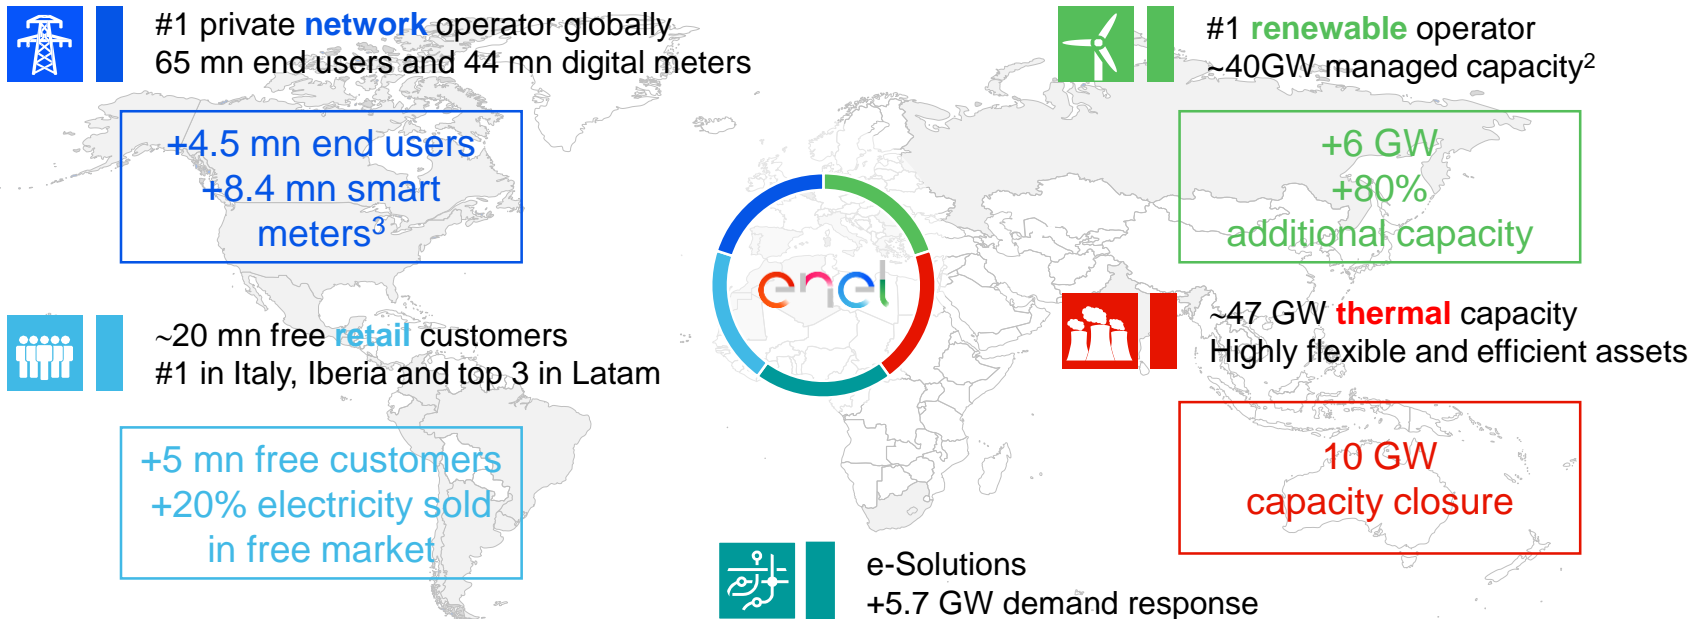 #1 private network operator globally
65 mn end users and 44 mn digital meters
+4.5 mn end users
+8.4 mn smart
meters³
~20 mn free retail customers
#1 in Italy, Iberia and top 3 in Latam
+5 mn free customers
+20% electricity sold
in free market
enel
e-Solutions
+5.7 GW demand response
#1 renewable operator
~40GW managed capacity²
+6 GW
+80%
additional capacity
~47 GW thermal capacity
Highly flexible and efficient assets
10 GW
capacity closure